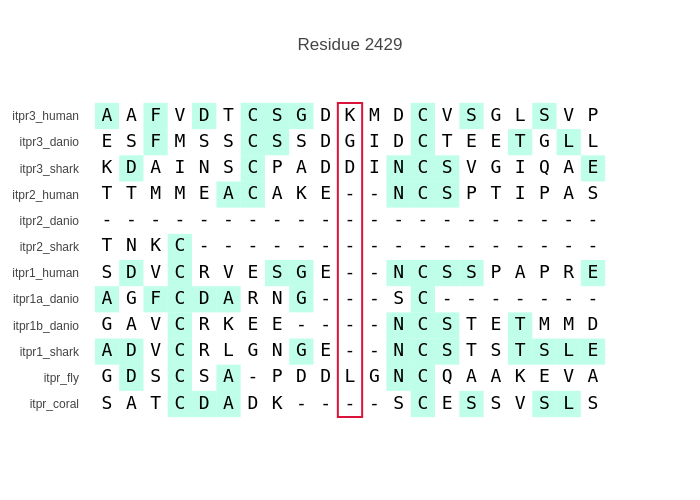 Residue 2429
itpr3_human A A F V D T C S G D K M D C V S G L S V P
itpr3_danio E S F M S S C S S D G I D C T E E T G L L
itpr3_shark K D A I N S C P A D D I N C S V G I Q A E
itpr2_human T T M M E A C A K E - - N C S P T I P A S
itpr2_danio - - - - - - - - - - - - - - - - - - - - -
itpr2_shark T N K C - - - - - - - - - - - - - - - - -
itpr1_human S D V C R V E S G E - - N C S S P A P R E
itpr1a_danio A G F C D A R N G - - - S C - - - - - - -
itpr1b_danio G A V C R K E E - - - - N C S T E T M M D
itpr1_shark A D V C R L G N G E - - N C S T S T S L E
itpr_fly G D S C S A - P D D L G N C Q A A K E V A
itpr_coral S A T C D A D K - - - - S C E S S V S L S